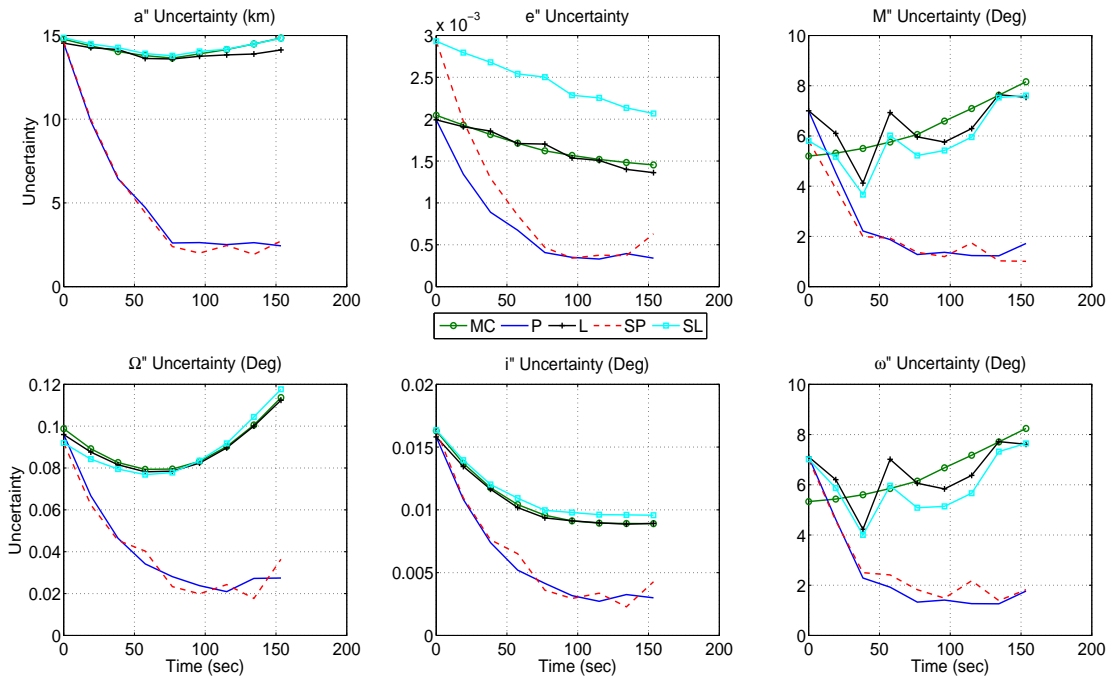 a" Uncertainty (km)
e" Uncertainty
M" Uncertainty (Deg)
Uncertainty
15
10
5
0
0 50 100 150 200
x 10⁻³
3
2.5
2
1.5
1
0.5
0
0 50 100 150 200
10
8
6
4
2
0
0 50 100 150 200
MC P L SP SL
Ω" Uncertainty (Deg)
i" Uncertainty (Deg)
ω" Uncertainty (Deg)
Uncertainty
0.12
0.1
0.08
0.06
0.04
0.02
0
0 50 100 150 200
Time (sec)
0.02
0.015
0.01
0.005
0
0 50 100 150 200
Time (sec)
10
8
6
4
2
0
0 50 100 150 200
Time (sec)